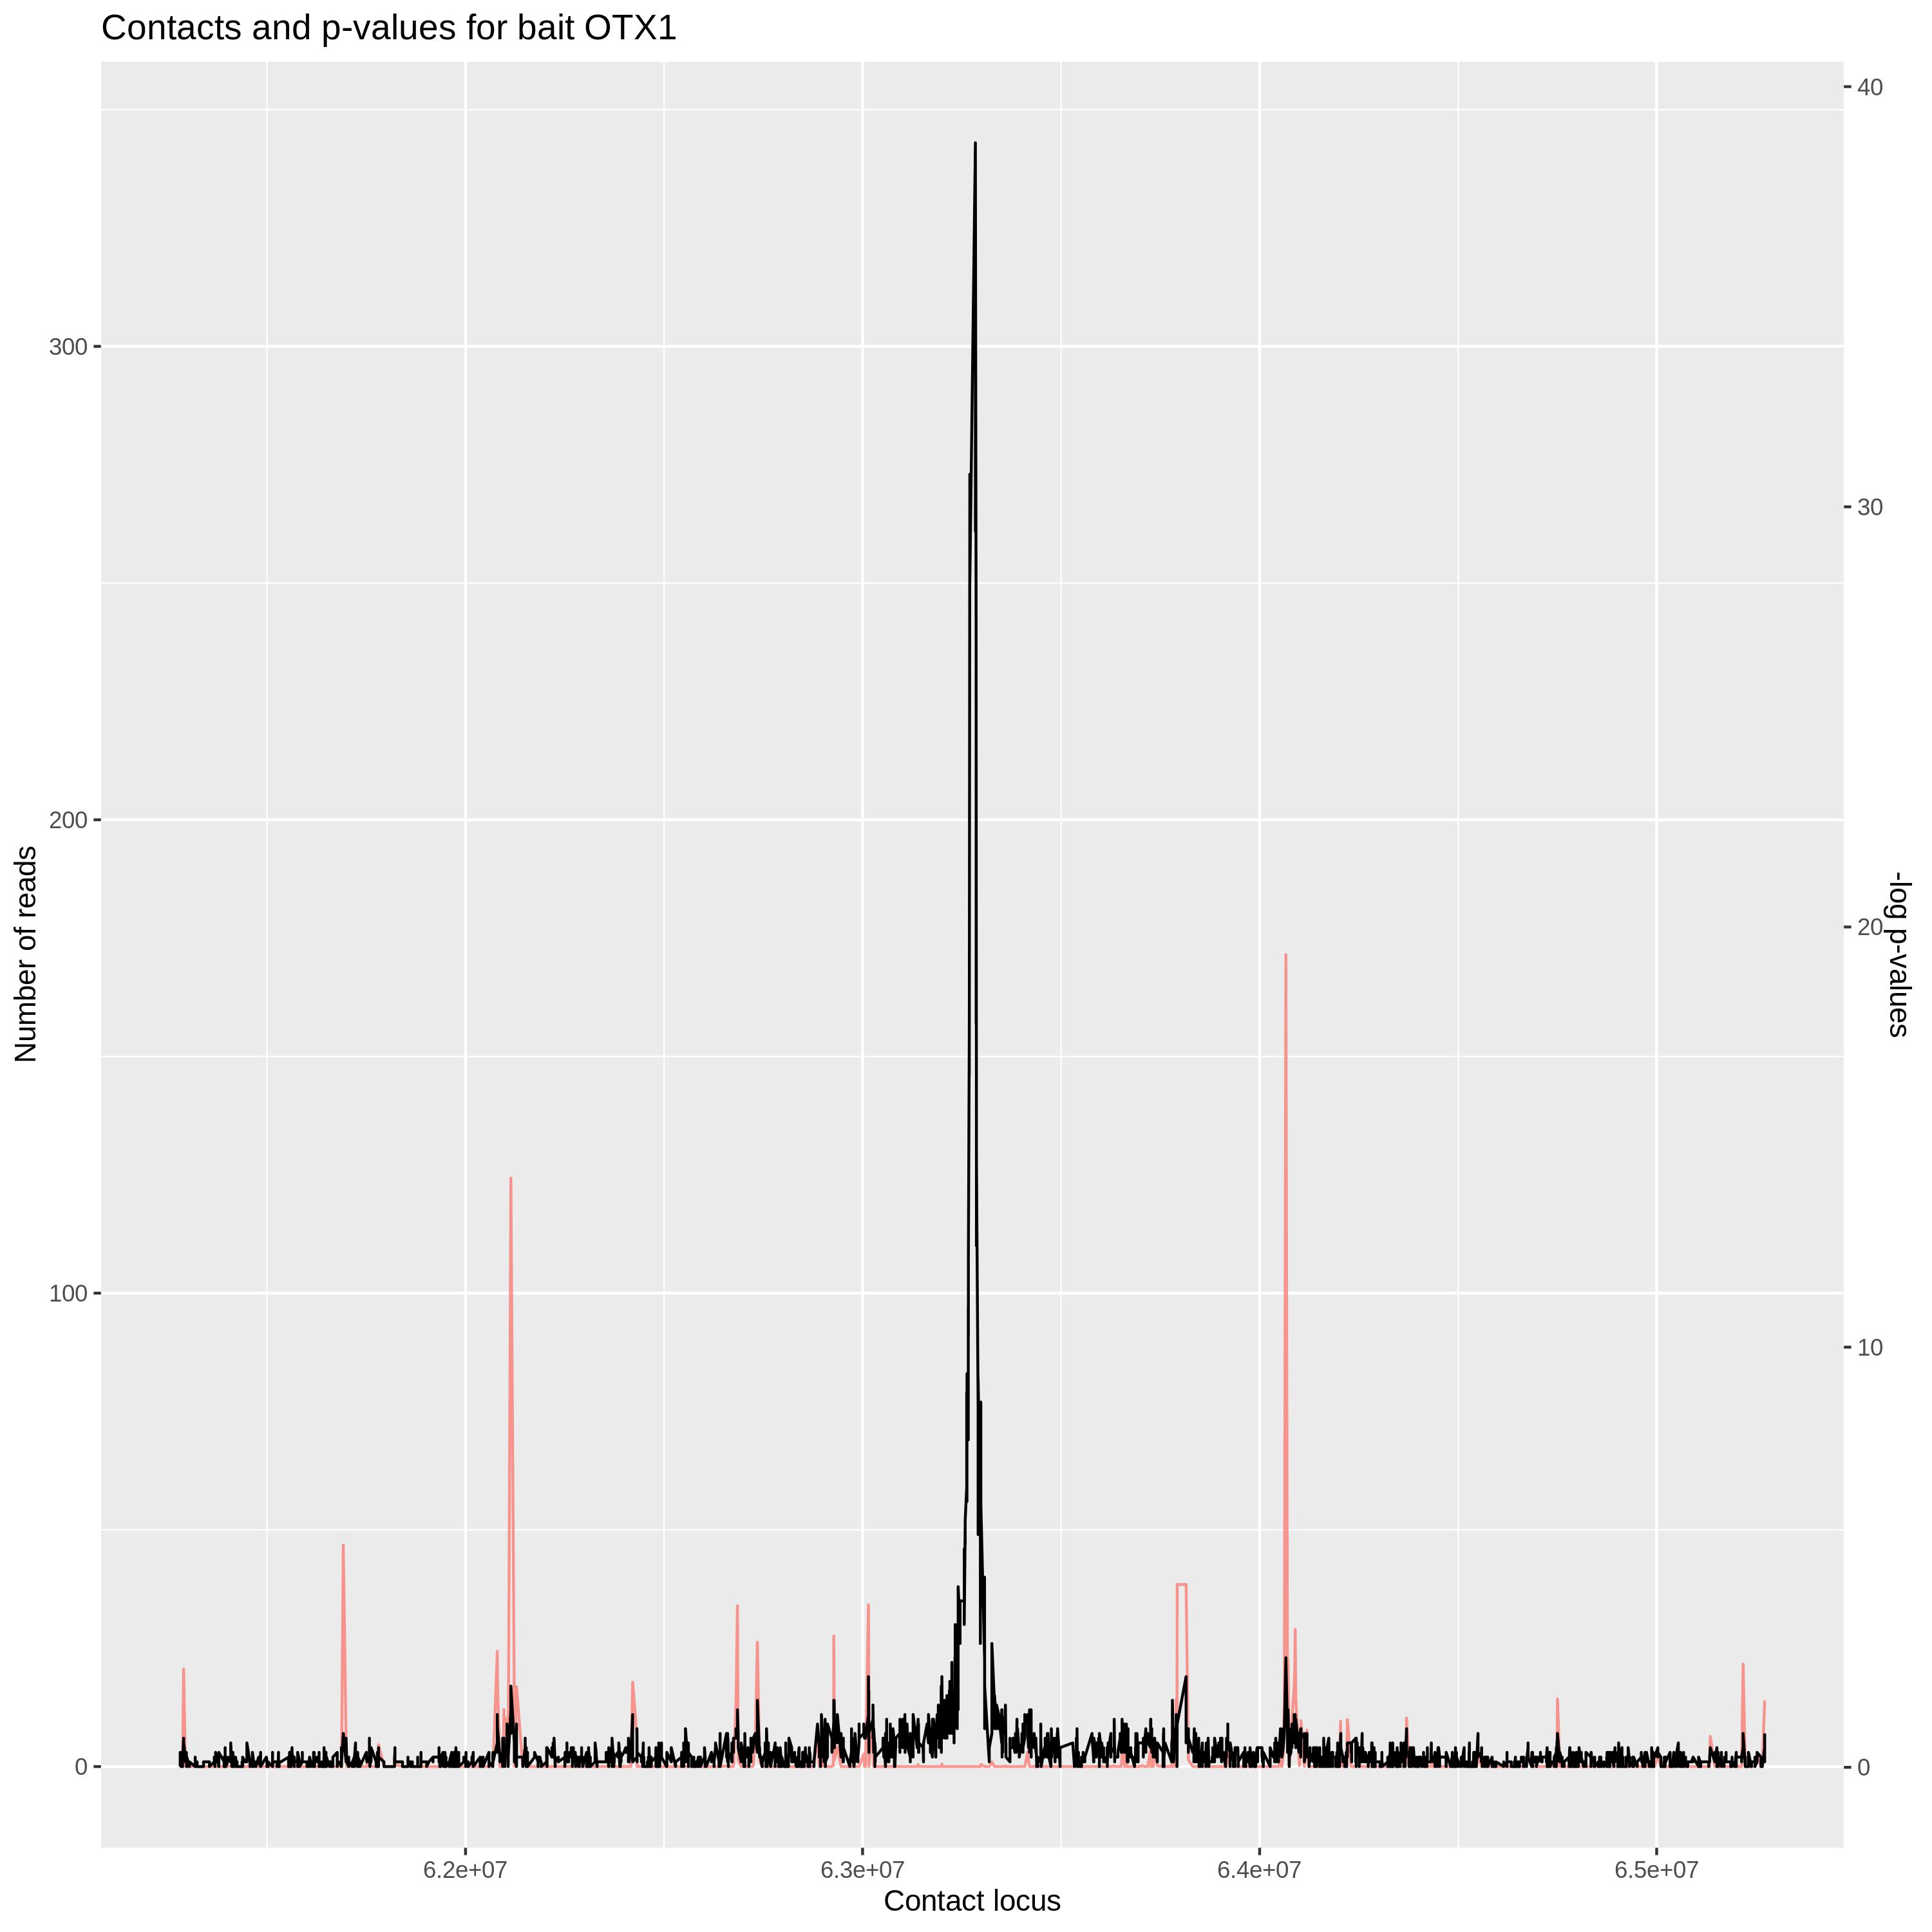 Contacts and p-values for bait OTX1
40
300
30
200
20
100
10
0
0
Number of reads
-log p-values
6.2e+07
6.3e+07
6.4e+07
6.5e+07
Contact locus